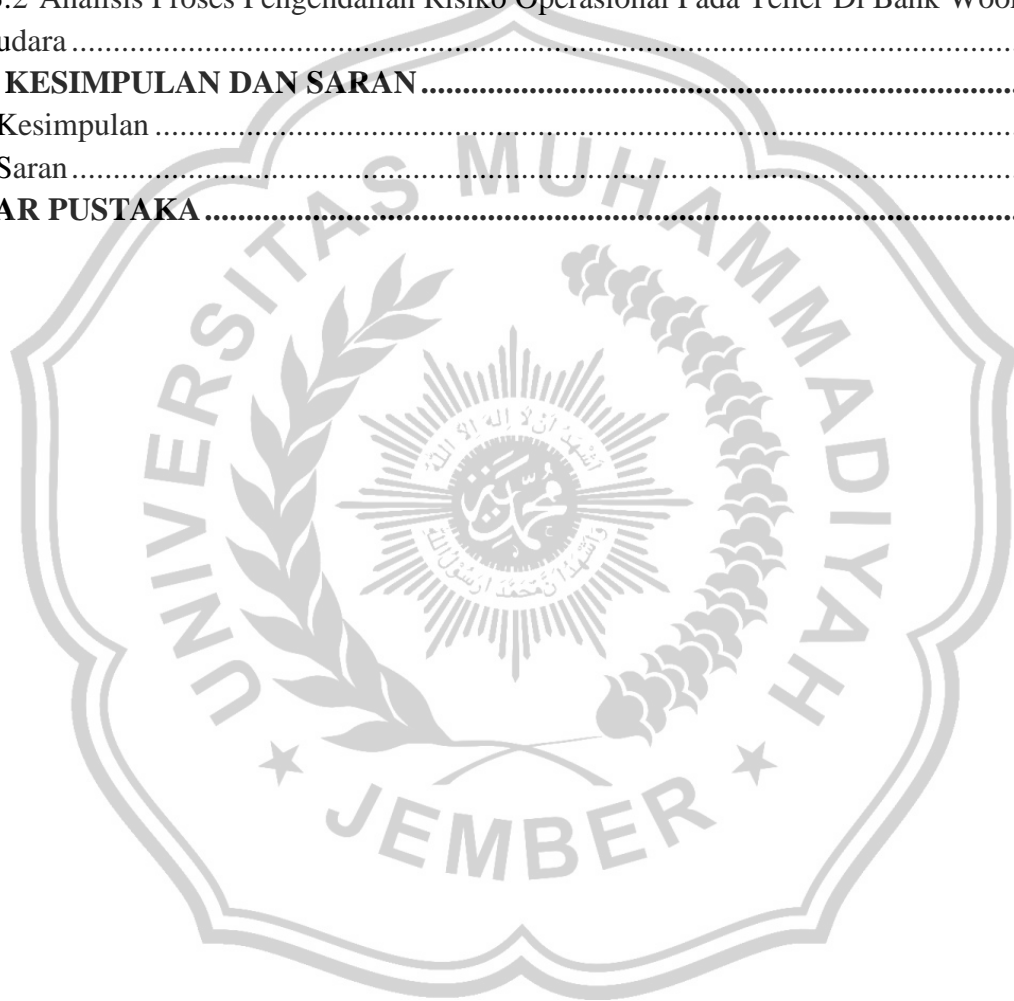 .2 Analisis Proses Pengendalian Risiko Operasional Pada Teller Di Bank Woor
udara
KESIMPULAN DAN SARAN
Kesimpulan
Saran
AR PUSTAKA
UNIVERSITAS MUHAMMADIYAH
JEMBER